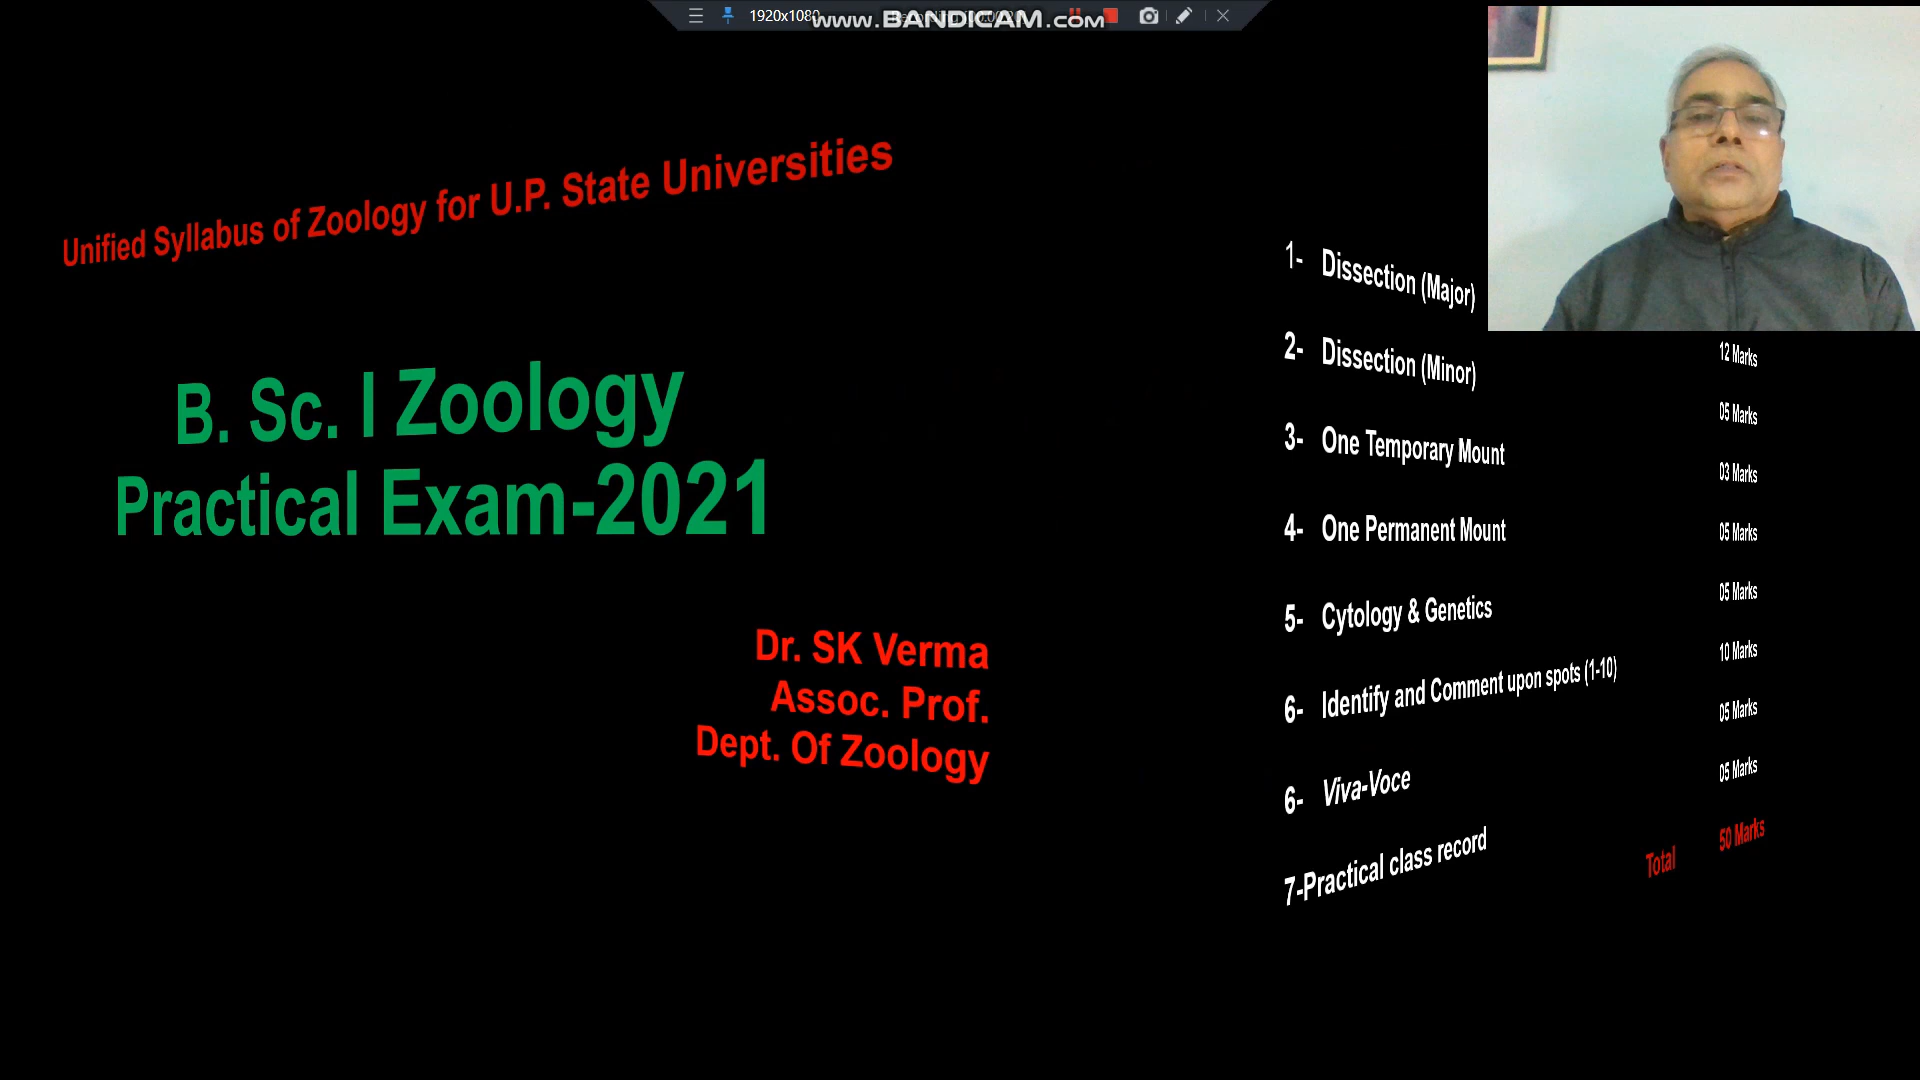 1920x1080
www.BANDICAM.com
Unified Syllabus of Zoology for U.P. State Universities
B. Sc. I Zoology
Practical Exam-2021
Dr. SK Verma
Assoc. Prof.
Dept. Of Zoology
1- Dissection (Major)
2- Dissection (Minor)
3- One Temporary Mount
4- One Permanent Mount
5- Cytology & Genetics
6- Identify and Comment upon spots (1-10)
6- Viva-Voce
7-Practical class record
12 Marks
05 Marks
03 Marks
05 Marks
05 Marks
10 Marks
05 Marks
05 Marks
Total 50 Marks